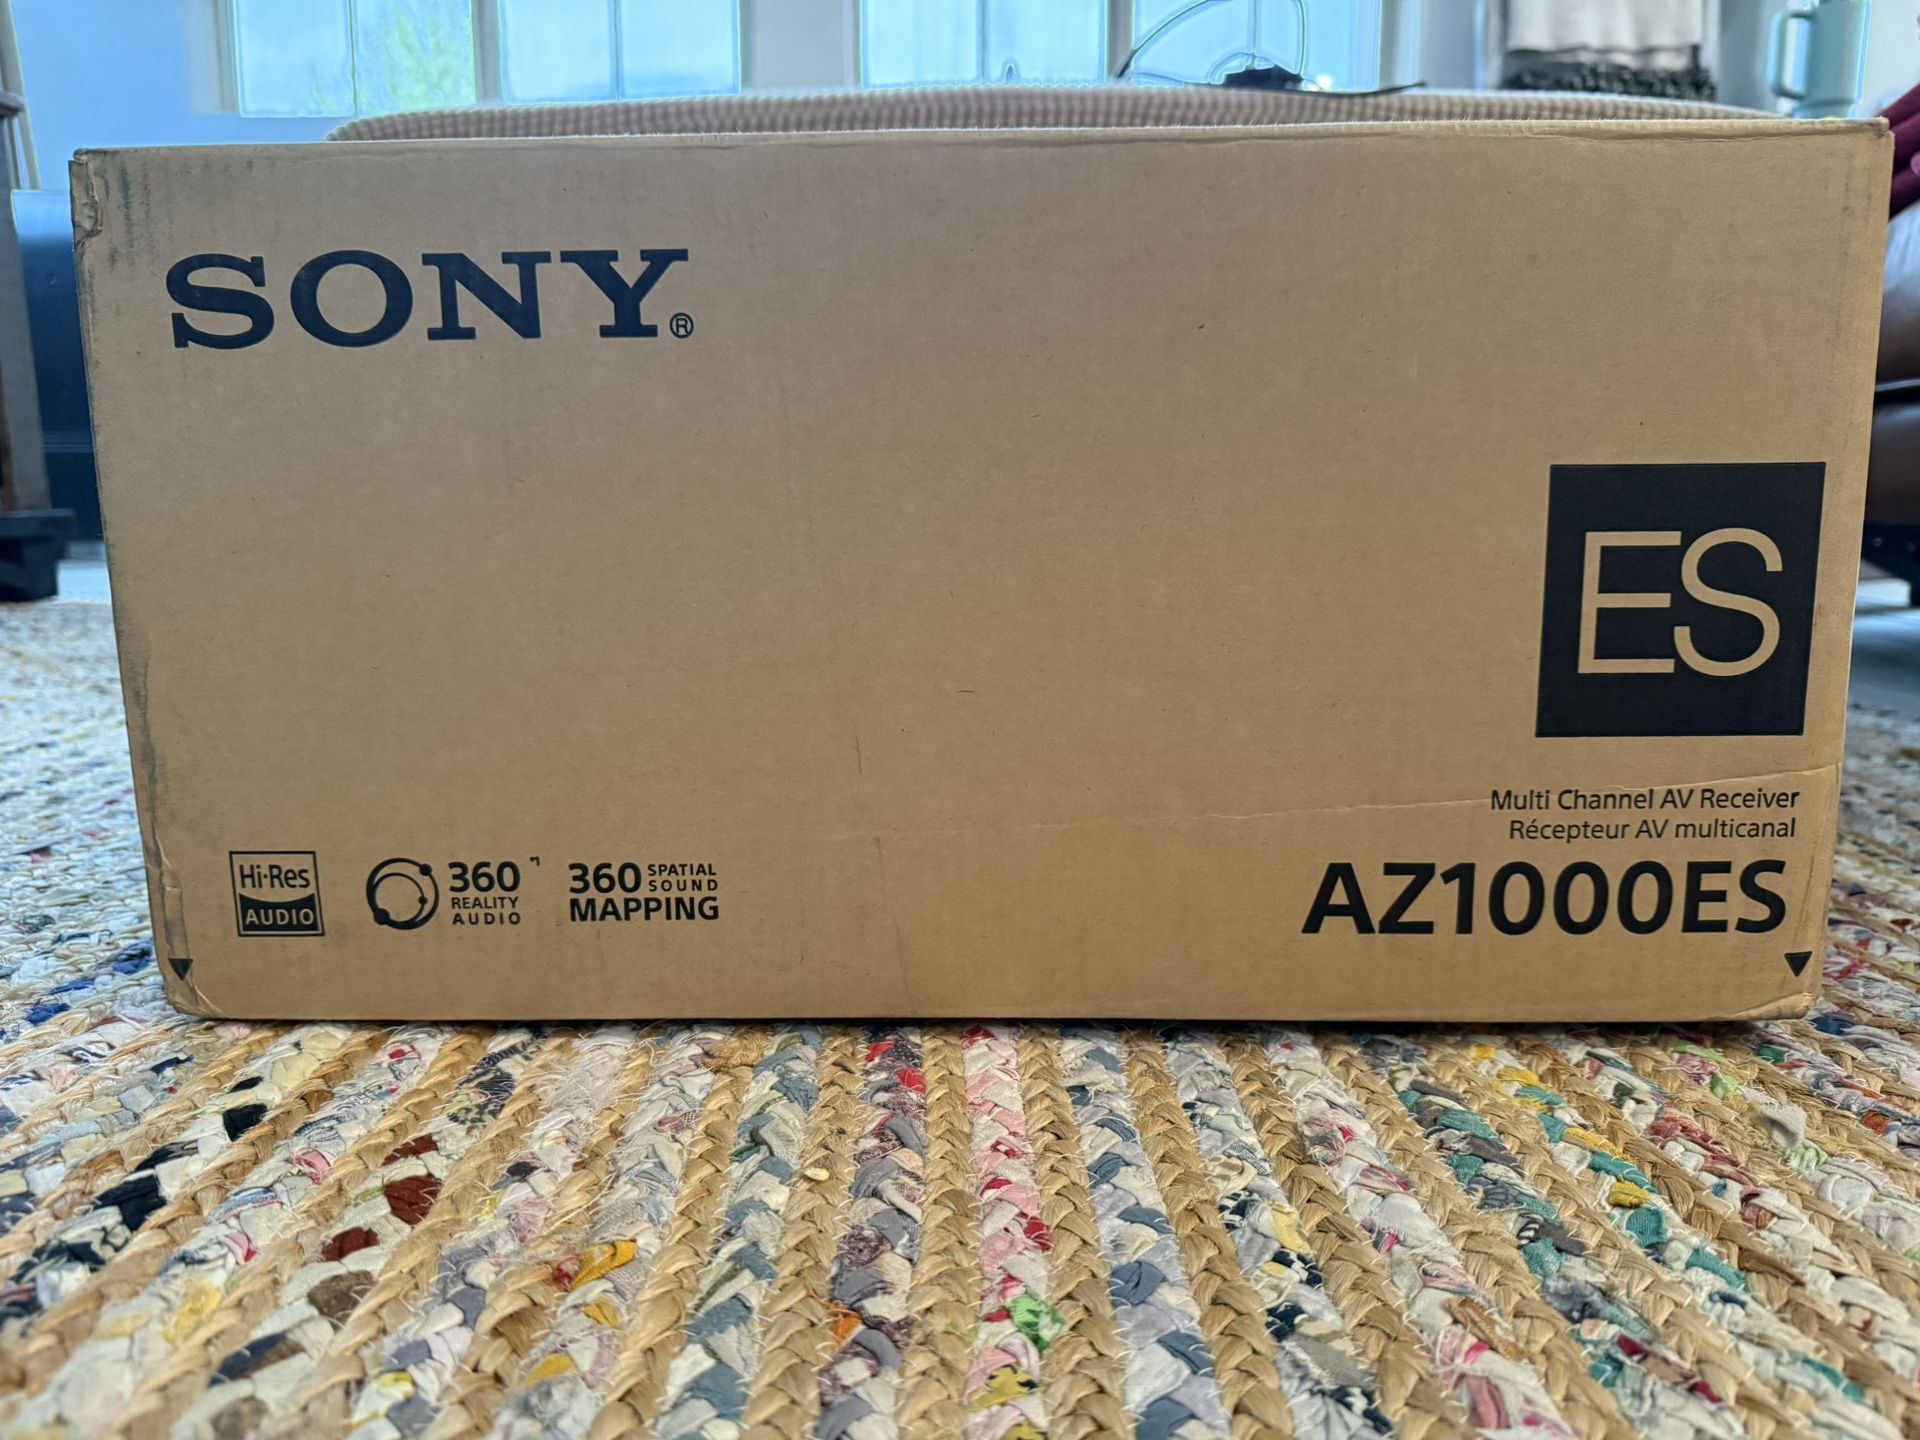 SONY®
ES
Multi Channel AV Receiver
Récepteur AV multicanal
AZ1000ES
Hi-Res
AUDIO
360
REALITY
AUDIO
360 SPATIAL
SOUND
MAPPING